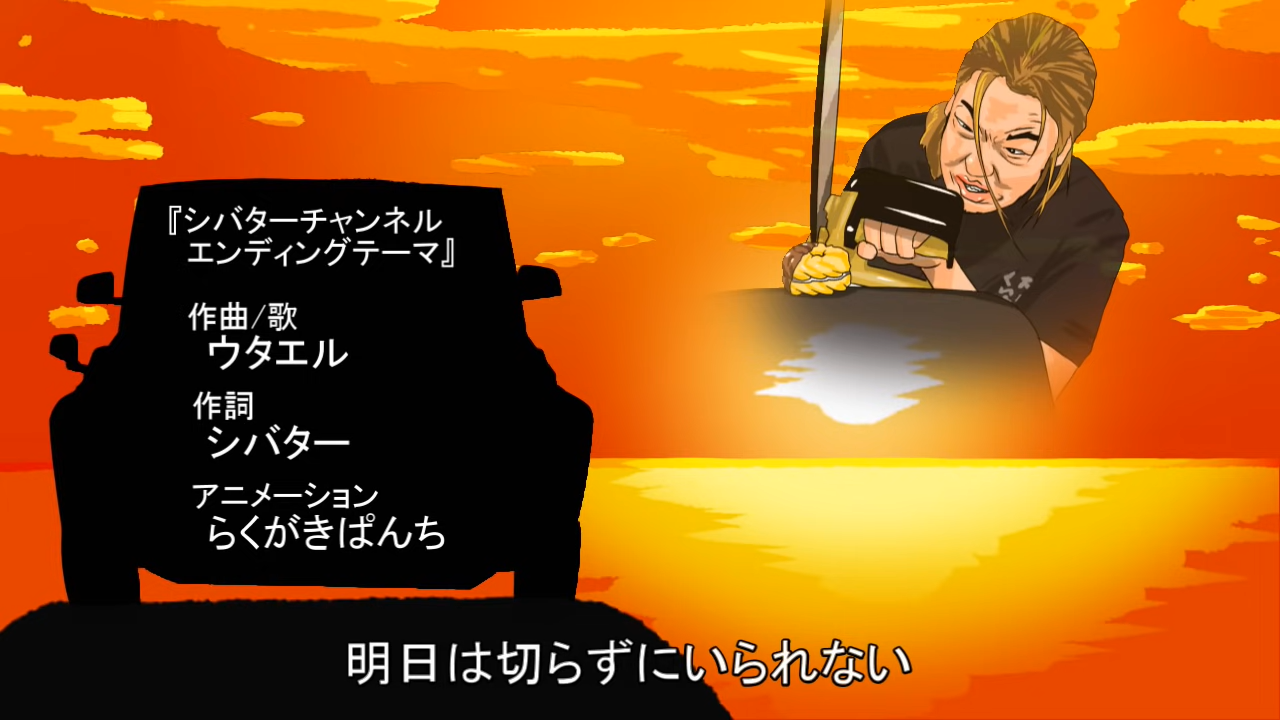 『シバターチャンネル
エンディングテーマ』
作曲/歌
ウタエル
作詞
シバター
アニメーション
らくがきぱんち
明日は切らずにいられない